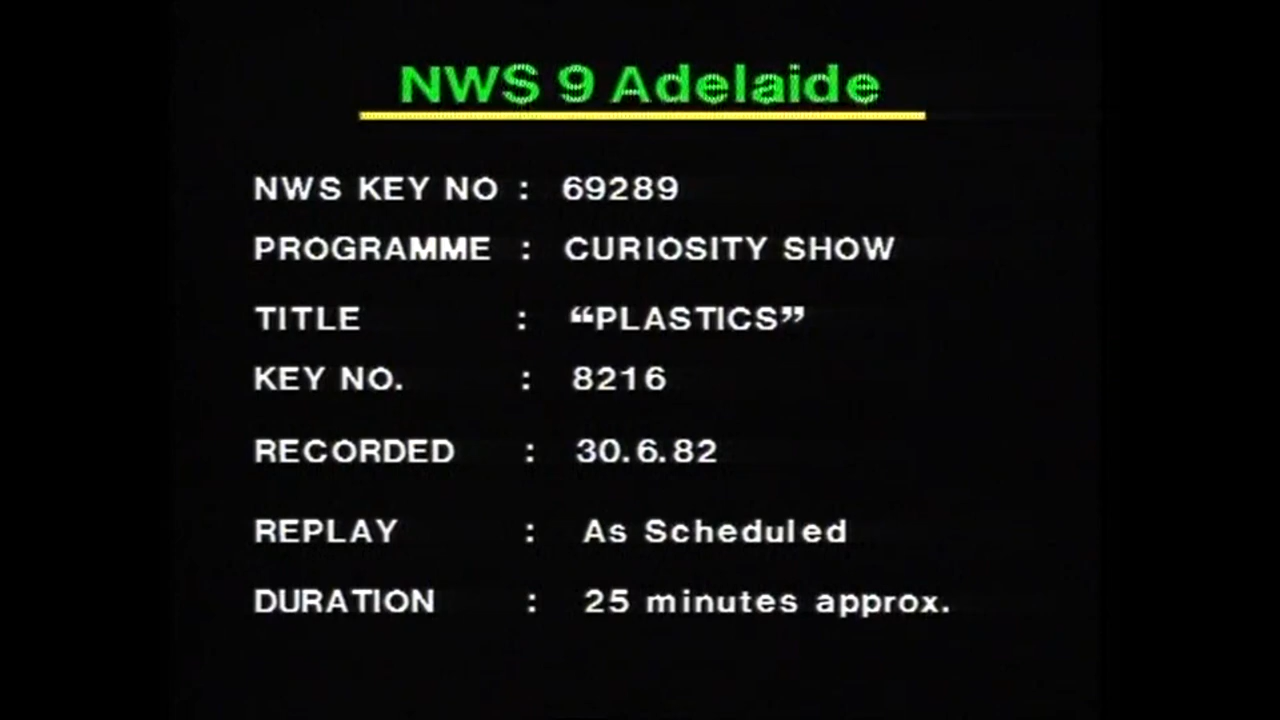 NWS 9 Adelaide
NWS KEY NO : 69289
PROGRAMME : CURIOSITY SHOW
TITLE : “PLASTICS”
KEY NO. : 8216
RECORDED : 30.6.82
REPLAY : As Scheduled
DURATION : 25 minutes approx.